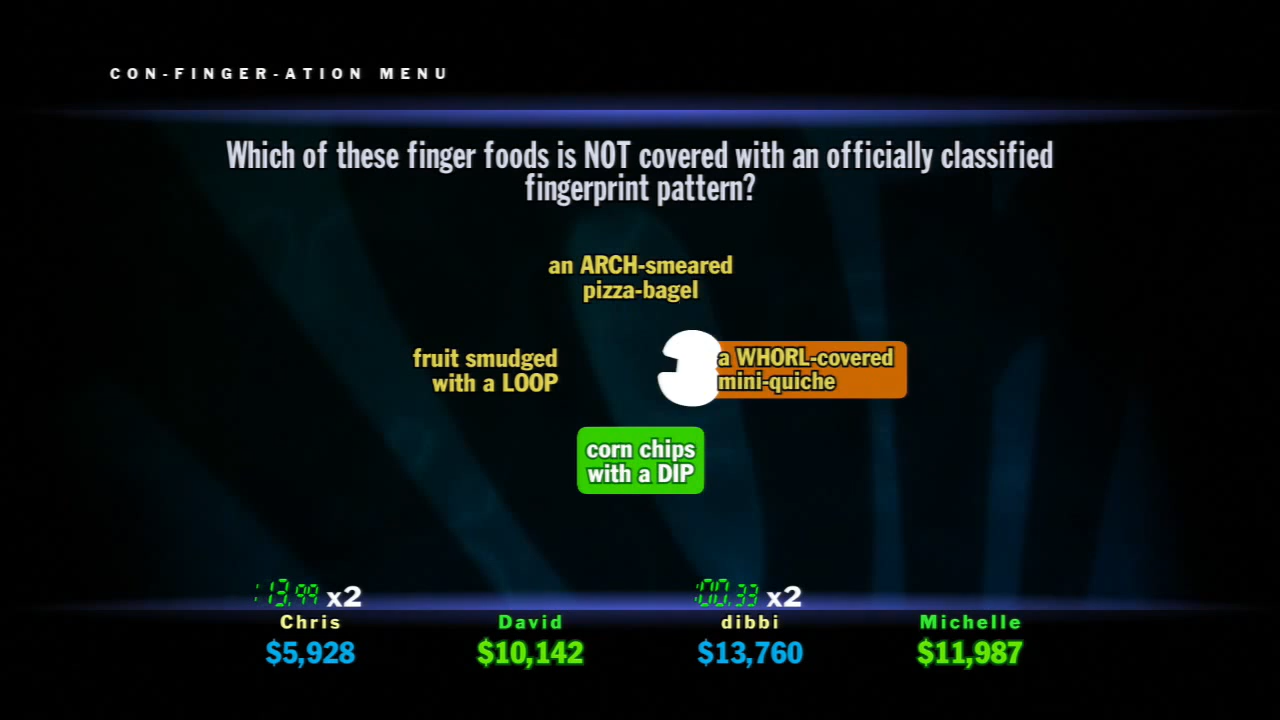 CON-FINGER-ATION MENU
Which of these finger foods is NOT covered with an officially classified
fingerprint pattern?
an ARCH-smeared
pizza-bagel
fruit smudged
with a LOOP
a WHORL-covered
mini-quiche
corn chips
with a DIP
:13.99 x2
:00.33 x2
Chris
David
dibbi
Michelle
$5,928
$10,142
$13,760
$11,987